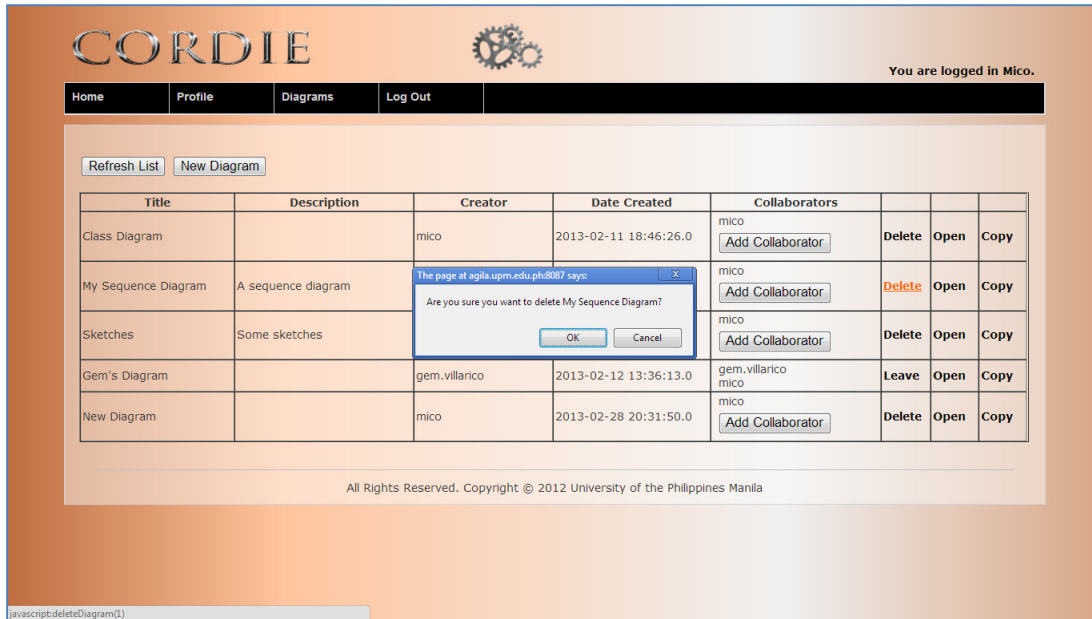 CORDIE
You are logged in Mico.
Home Profile Diagrams Log Out
Refresh List New Diagram
Title Description Creator Date Created Collaborators
Class Diagram mico 2013-02-11 18:46:26.0 mico Add Collaborator Delete Open Copy
The page at agila.upm.edu.ph:8087 says: x
Are you sure you want to delete My Sequence Diagram?
OK Cancel
My Sequence Diagram A sequence diagram mico Add Collaborator Delete Open Copy
Sketches Some sketches mico Add Collaborator Delete Open Copy
Gem's Diagram gem.villarico 2013-02-12 13:36:13.0 gem.villarico mico Leave Open Copy
New Diagram mico 2013-02-28 20:31:50.0 mico Add Collaborator Delete Open Copy
All Rights Reserved. Copyright © 2012 University of the Philippines Manila
javascript:deleteDiagram(1)